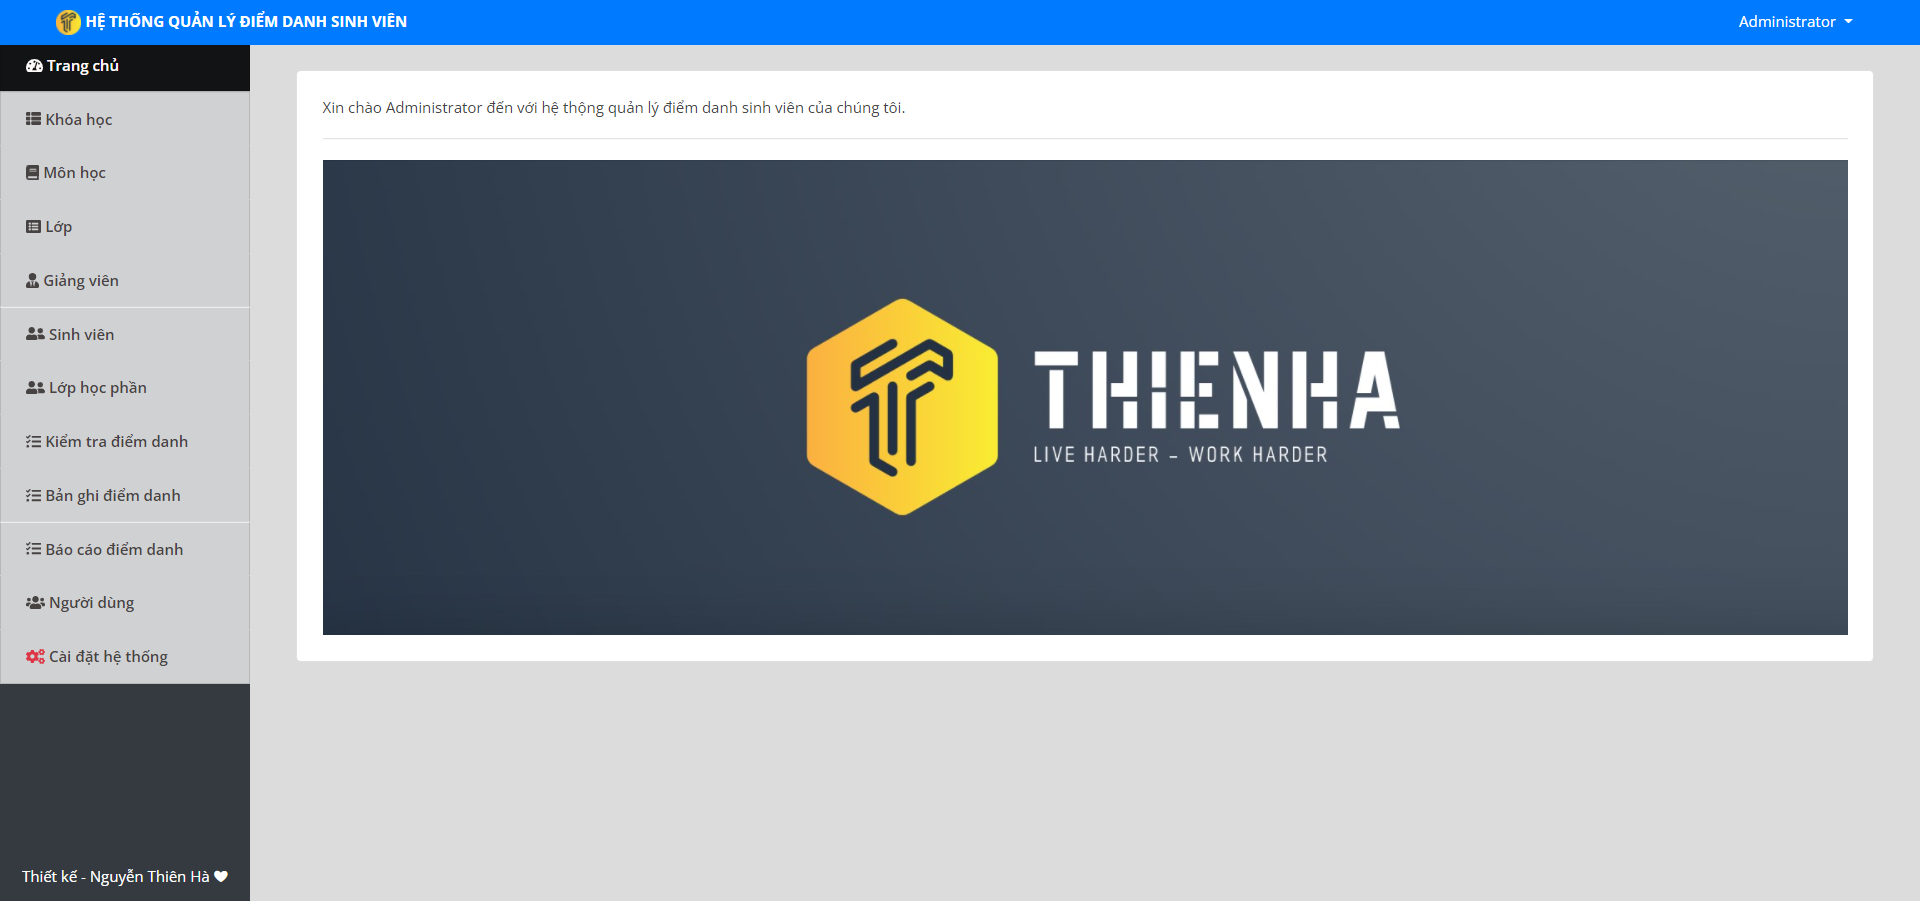 HỆ THỐNG QUẢN LÝ ĐIỂM DANH SINH VIÊN
Administrator
Trang chủ
Khóa học
Môn học
Lớp
Giảng viên
Sinh viên
Lớp học phần
Kiểm tra điểm danh
Bản ghi điểm danh
Báo cáo điểm danh
Người dùng
Cài đặt hệ thống
Thiết kế - Nguyễn Thiên Hà
Xin chào Administrator đến với hệ thộng quản lý điểm danh sinh viên của chúng tôi.
THIENHA
LIVE HARDER – WORK HARDER